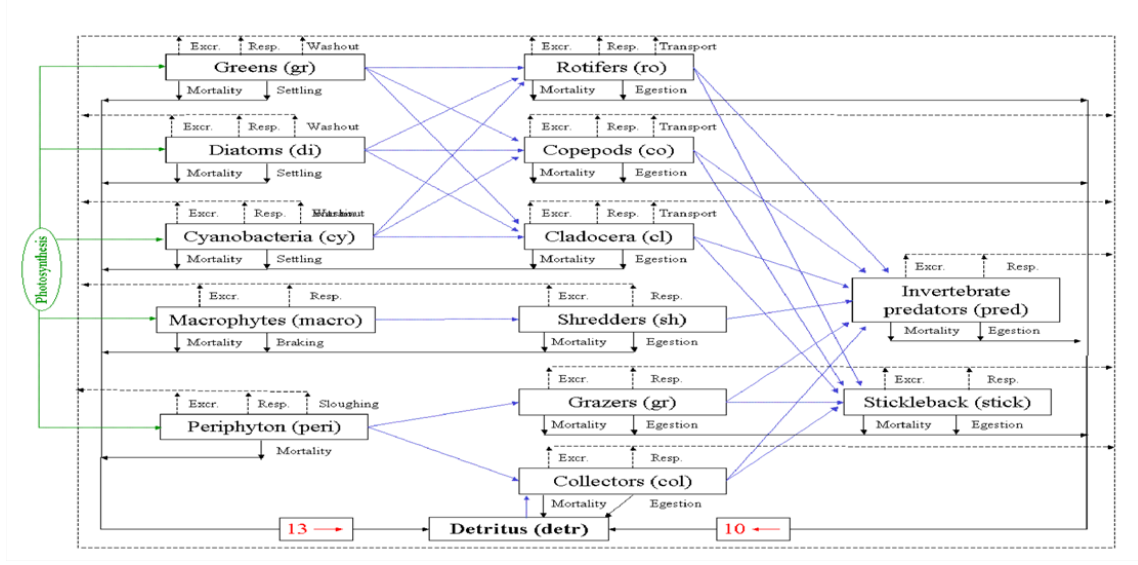 Excr. Resp. Washout
Greens (gr)
Mortality Settling
Excr. Resp. Transport
Rotifers (ro)
Mortality Egestion
Excr. Resp. Washout
Diatoms (di)
Mortality Settling
Excr. Resp. Transport
Copepods (co)
Mortality Egestion
Excr. Resp.
Cyanobacteria (cy)
Mortality Settling
Excr. Resp. Transport
Cladocera (cl)
Mortality Egestion
Photosynthesis
Excr. Resp.
Macrophytes (macro)
Mortality Braking
Excr. Resp.
Shredders (sh)
Mortality Egestion
Excr. Resp.
Invertebrate
predators (pred)
Mortality Egestion
Excr. Resp. Sloughing
Periphyton (peri)
Mortality
Excr. Resp.
Grazers (gr)
Mortality Egestion
Excr. Resp.
Stickleback (stick)
Mortality Egestion
Excr. Resp.
Collectors (col)
Mortality Egestion
13
Detritus (detr)
10